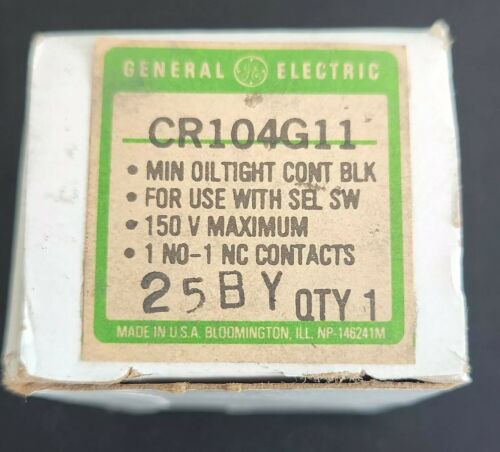 GENERAL GE ELECTRIC
CR104G11
• MIN OILTIGHT CONT BLK
• FOR USE WITH SEL SW
• 150 V MAXIMUM
• 1 NO-1 NC CONTACTS
25BY QTY 1
MADE IN U.S.A. BLOOMINGTON, ILL. NP-146241M